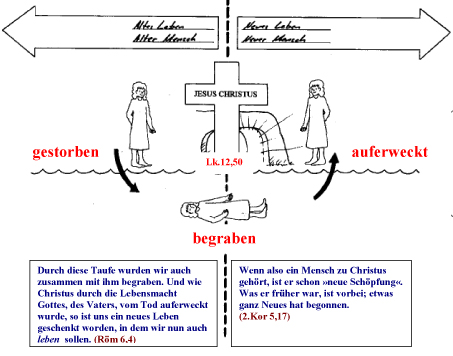 Altes Leben
Alter Mensch
Neues Leben
Neuer Mensch
JESUS CHRISTUS
gestorben
auferweckt
Lk.12,50
begraben
Durch diese Taufe wurden wir auch
zusammen mit ihm begraben. Und wie
Christus durch die Lebensmacht
Gottes, des Vaters, vom Tod auferweckt
wurde, so ist uns ein neues Leben
geschenkt worden, in dem wir nun auch
leben sollen. (Röm 6.4)
Wenn also ein Mensch zu Christus
gehört, ist er schon »neue Schöpfung«.
Was er früher war, ist vorbei; etwas
ganz Neues hat begonnen.
(2.Kor 5,17)